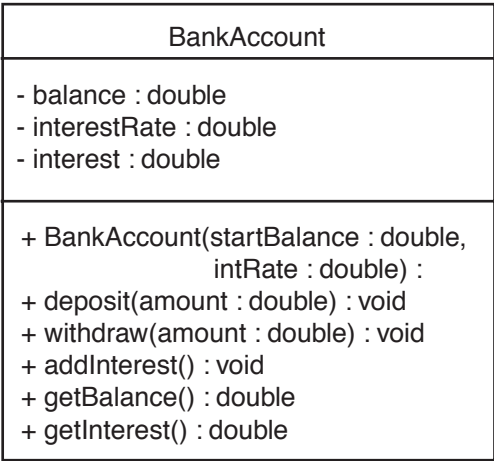 BankAccount
- balance : double
- interestRate : double
- interest : double
+ BankAccount(startBalance : double,
intRate : double) :
+ deposit(amount : double) : void
+ withdraw(amount : double) : void
+ addInterest() : void
+ getBalance() : double
+ getInterest() : double